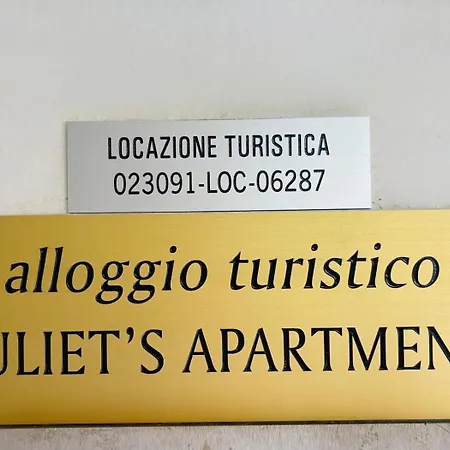 LOCAZIONE TURISTICA
023091-LOC-06287
alloggio turistico
ULIET'S APARTMEN